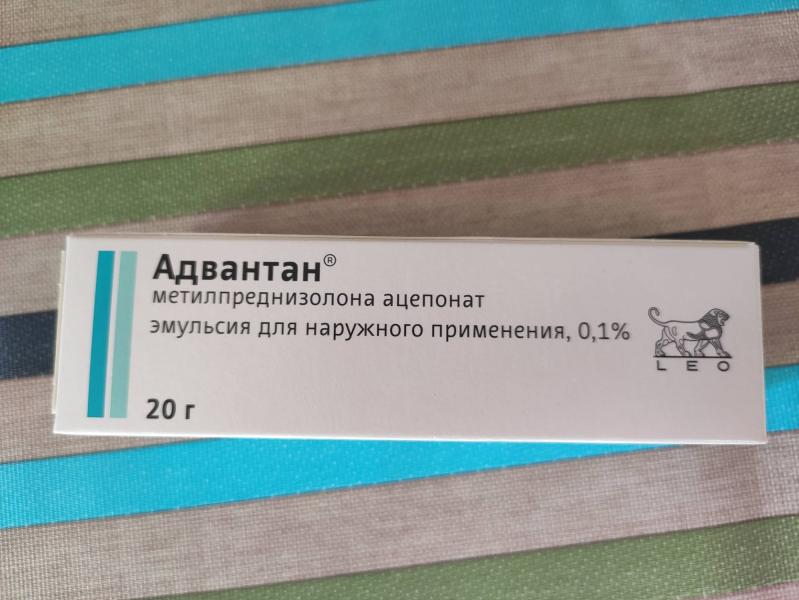 Адвантан®
метилпреднизолона ацепонат
эмульсия для наружного применения, 0,1%
LEO
20 г